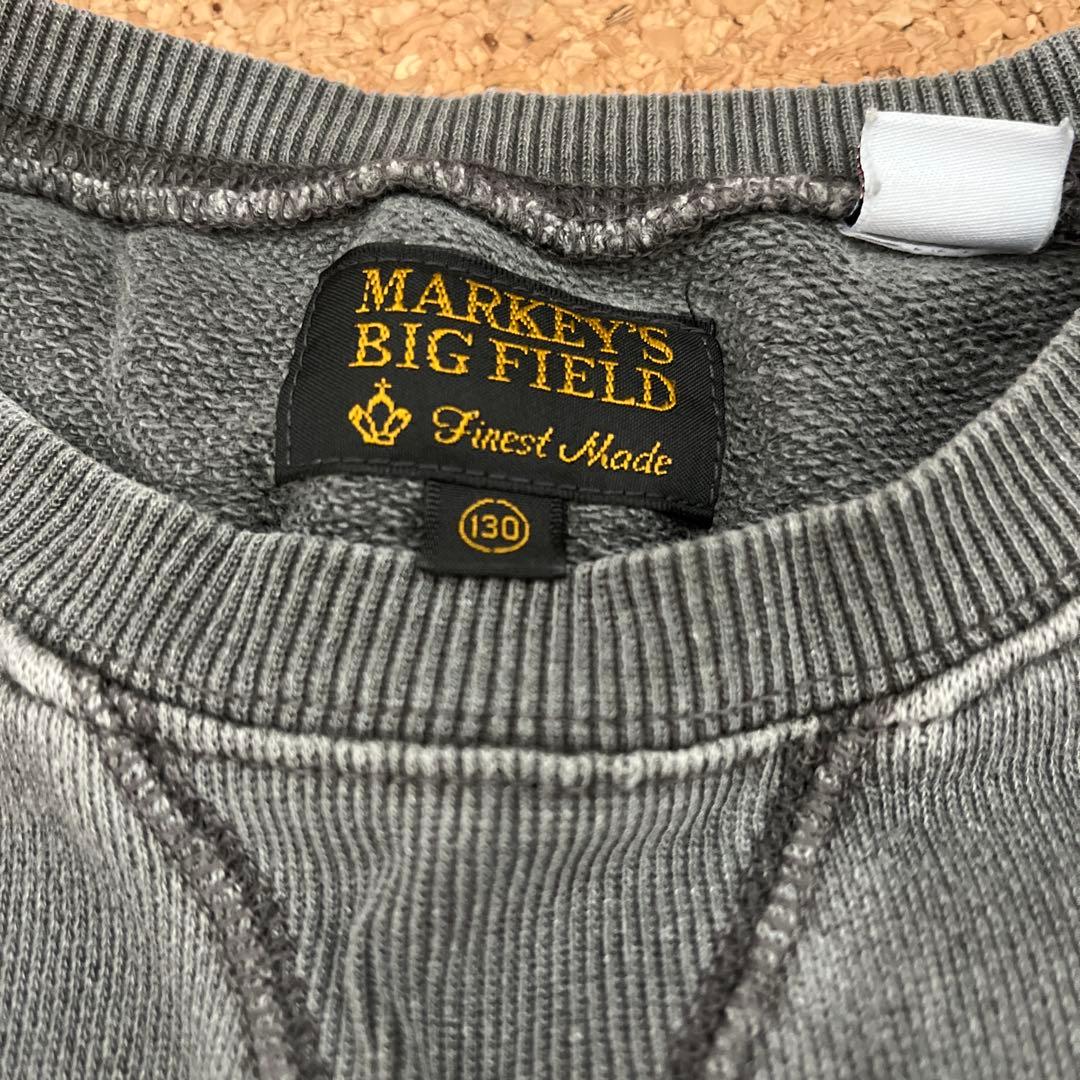 MARKEY'S
BIG FIELD
Finest Made
130